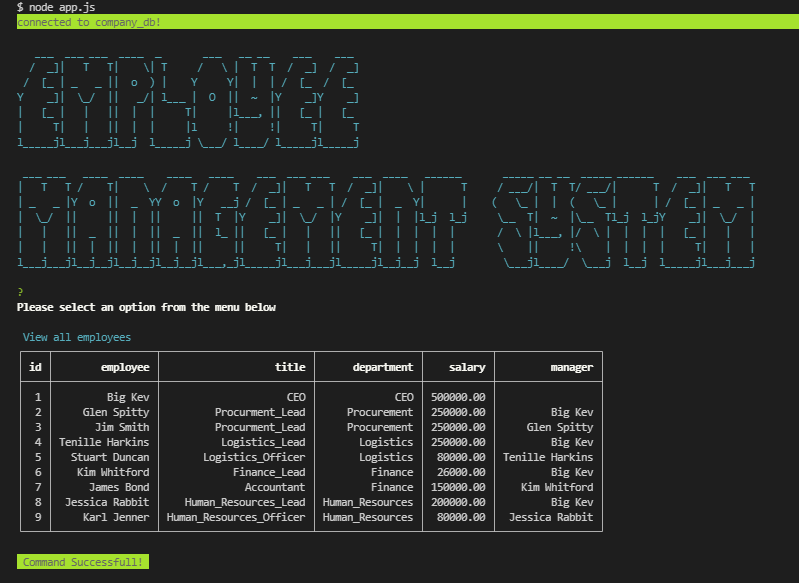 $ node app.js
connected to company_db!
EMPLOYEE
MANAGEMENT SYSTEM
?
Please select an option from the menu below
View all employees
id employee title department salary manager
1 Big Kev CEO CEO 500000.00
2 Glen Spitty Procurment_Lead Procurement 250000.00 Big Kev
3 Jim Smith Procurment_Lead Procurement 250000.00 Glen Spitty
4 Tenille Harkins Logistics_Lead Logistics 250000.00 Big Kev
5 Stuart Duncan Logistics_Officer Logistics 80000.00 Tenille Harkins
6 Kim Whitford Finance_Lead Finance 26000.00 Big Kev
7 James Bond Accountant Finance 150000.00 Kim Whitford
8 Jessica Rabbit Human_Resources_Lead Human_Resources 200000.00 Big Kev
9 Karl Jenner Human_Resources_Officer Human_Resources 80000.00 Jessica Rabbit
Command Successfull!